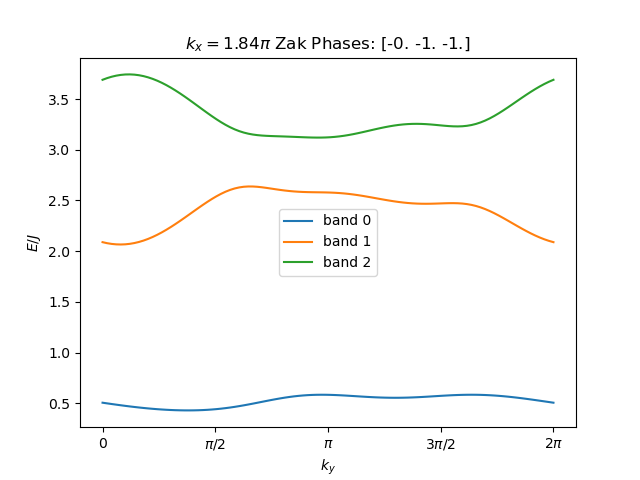 $k_x = 1.84\pi$ Zak Phases: [-0. -1. -1.]
E/J
3.5
3.0
2.5
2.0
1.5
1.0
0.5
band 0
band 1
band 2
0
π/2
π
3π/2
2π
$k_y$